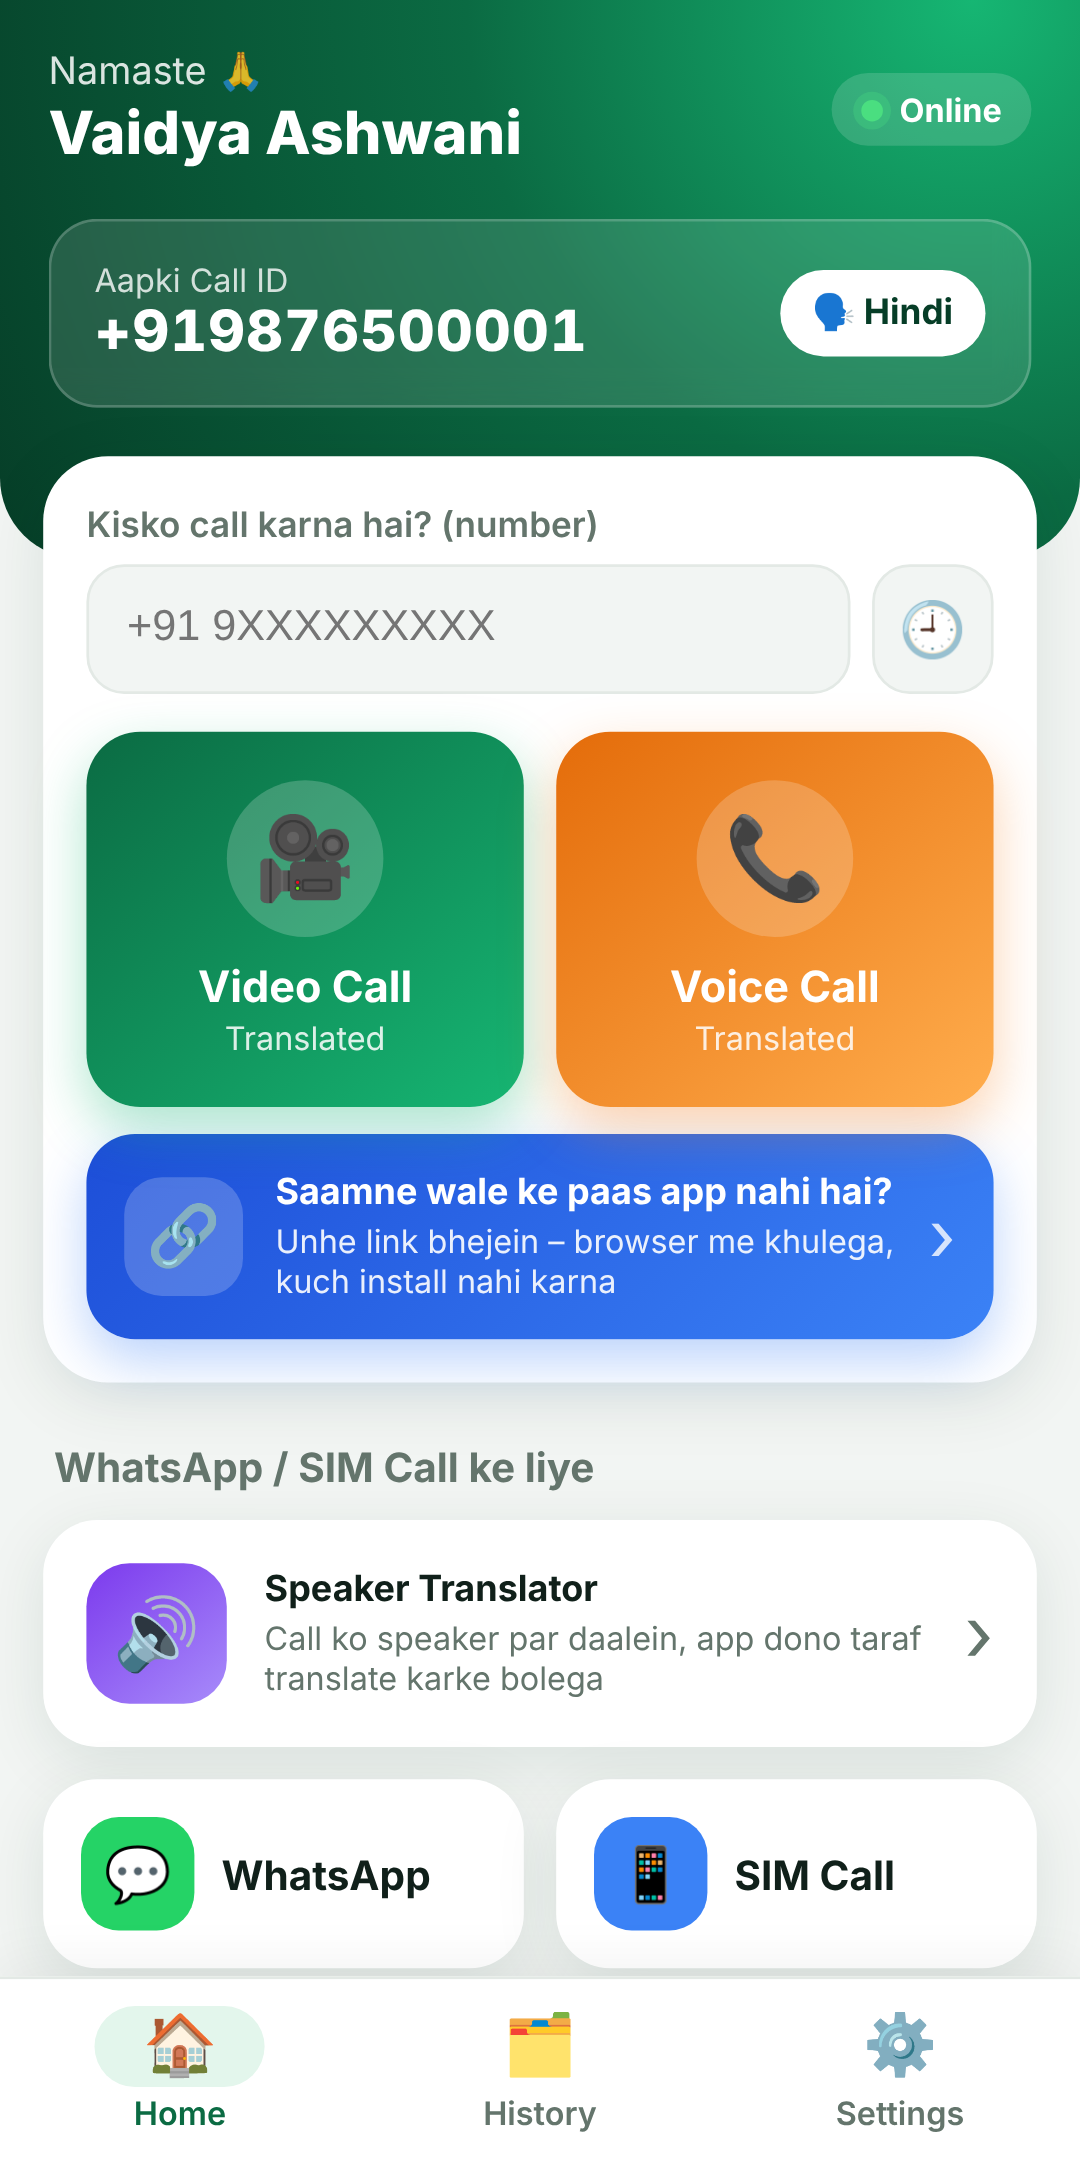 Namaste 🙏
Vaidya Ashwani
Online
Aapki Call ID
+919876500001
🗣️ Hindi
Kisko call karna hai? (number)
+91 9XXXXXXXXX
Video Call
Translated
Voice Call
Translated
Saamne wale ke paas app nahi hai?
Unhe link bhejein – browser me khulega,
kuch install nahi karna
WhatsApp / SIM Call ke liye
Speaker Translator
Call ko speaker par daalein, app dono taraf
translate karke bolega
WhatsApp
SIM Call
Home
History
Settings